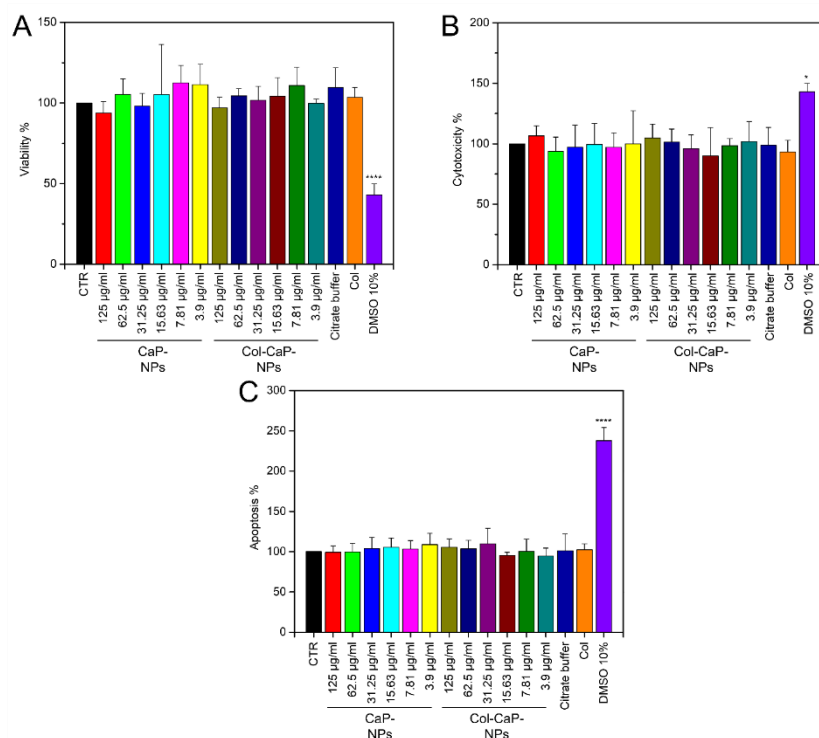 A
150
100
50
0
Viability %
****
CTR
125 µg/ml
62.5 µg/ml
31.25 µg/ml
15.63 µg/ml
7.81 µg/ml
3.9 µg/ml
125 µg/ml
62.5 µg/ml
31.25 µg/ml
15.63 µg/ml
7.81 µg/ml
3.9 µg/ml
Citrate buffer
Col
DMSO 10%
CaP-
NPs
Col-CaP-
NPs
B
200
150
100
50
0
Cytotoxicity %
*
CTR
125 µg/ml
62.5 µg/ml
31.25 µg/ml
15.63 µg/ml
7.81 µg/ml
3.9 µg/ml
125 µg/ml
62.5 µg/ml
31.25 µg/ml
15.63 µg/ml
7.81 µg/ml
3.9 µg/ml
Citrate buffer
Col
DMSO 10%
CaP-
NPs
Col-CaP-
NPs
C
300
250
200
150
100
50
0
Apoptosis %
****
CTR
125 µg/ml
62.5 µg/ml
31.25 µg/ml
15.63 µg/ml
7.81 µg/ml
3.9 µg/ml
125 µg/ml
62.5 µg/ml
31.25 µg/ml
15.63 µg/ml
7.81 µg/ml
3.9 µg/ml
Citrate buffer
Col
DMSO 10%
CaP-
NPs
Col-CaP-
NPs